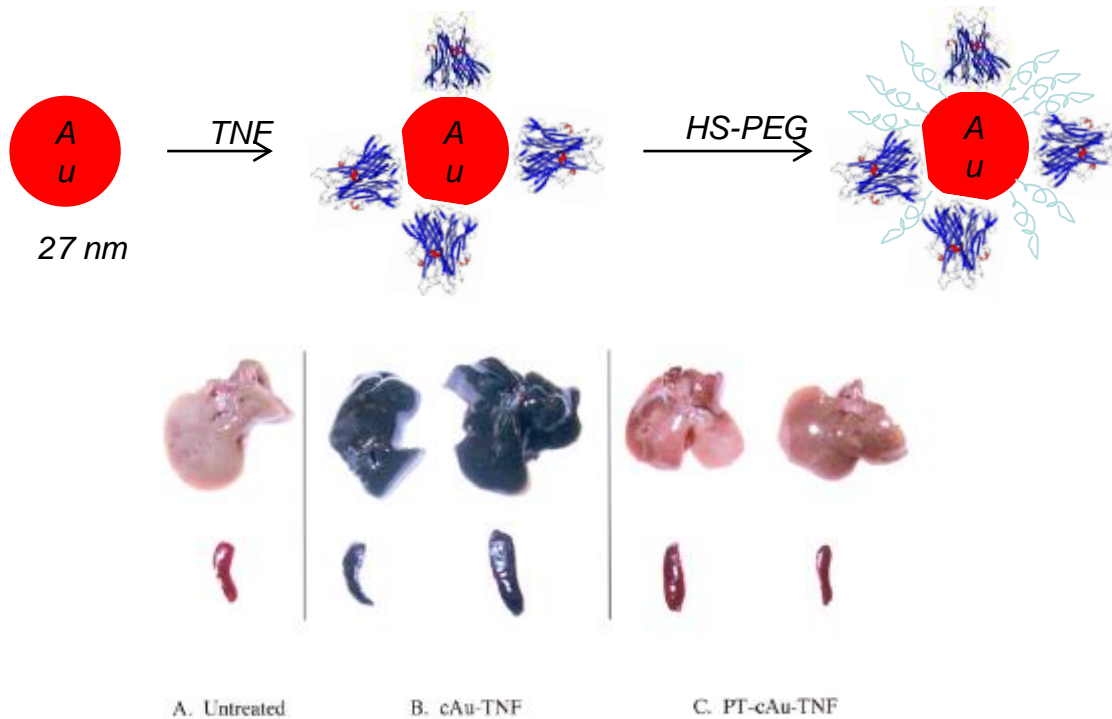 A
u
TNF
A
u
HS-PEG
A
u
27 nm
A. Untreated
B. cAu-TNF
C. PT-cAu-TNF